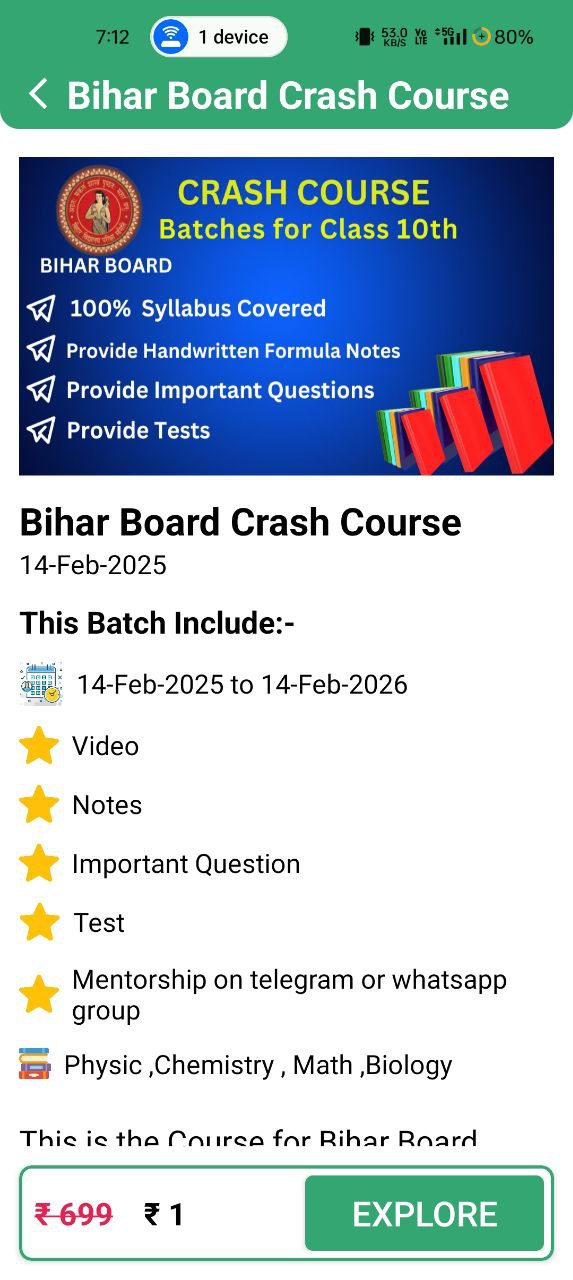 7:12
1 device
53.0 KB/S
Vo LTE
5G
80%
Bihar Board Crash Course
CRASH COURSE
Batches for Class 10th
BIHAR BOARD
100% Syllabus Covered
Provide Handwritten Formula Notes
Provide Important Questions
Provide Tests
Bihar Board Crash Course
14-Feb-2025
This Batch Include:-
14-Feb-2025 to 14-Feb-2026
Video
Notes
Important Question
Test
Mentorship on telegram or whatsapp
group
Physic ,Chemistry , Math ,Biology
This is the Course for Bihar Board
₹ 699 ₹ 1
EXPLORE